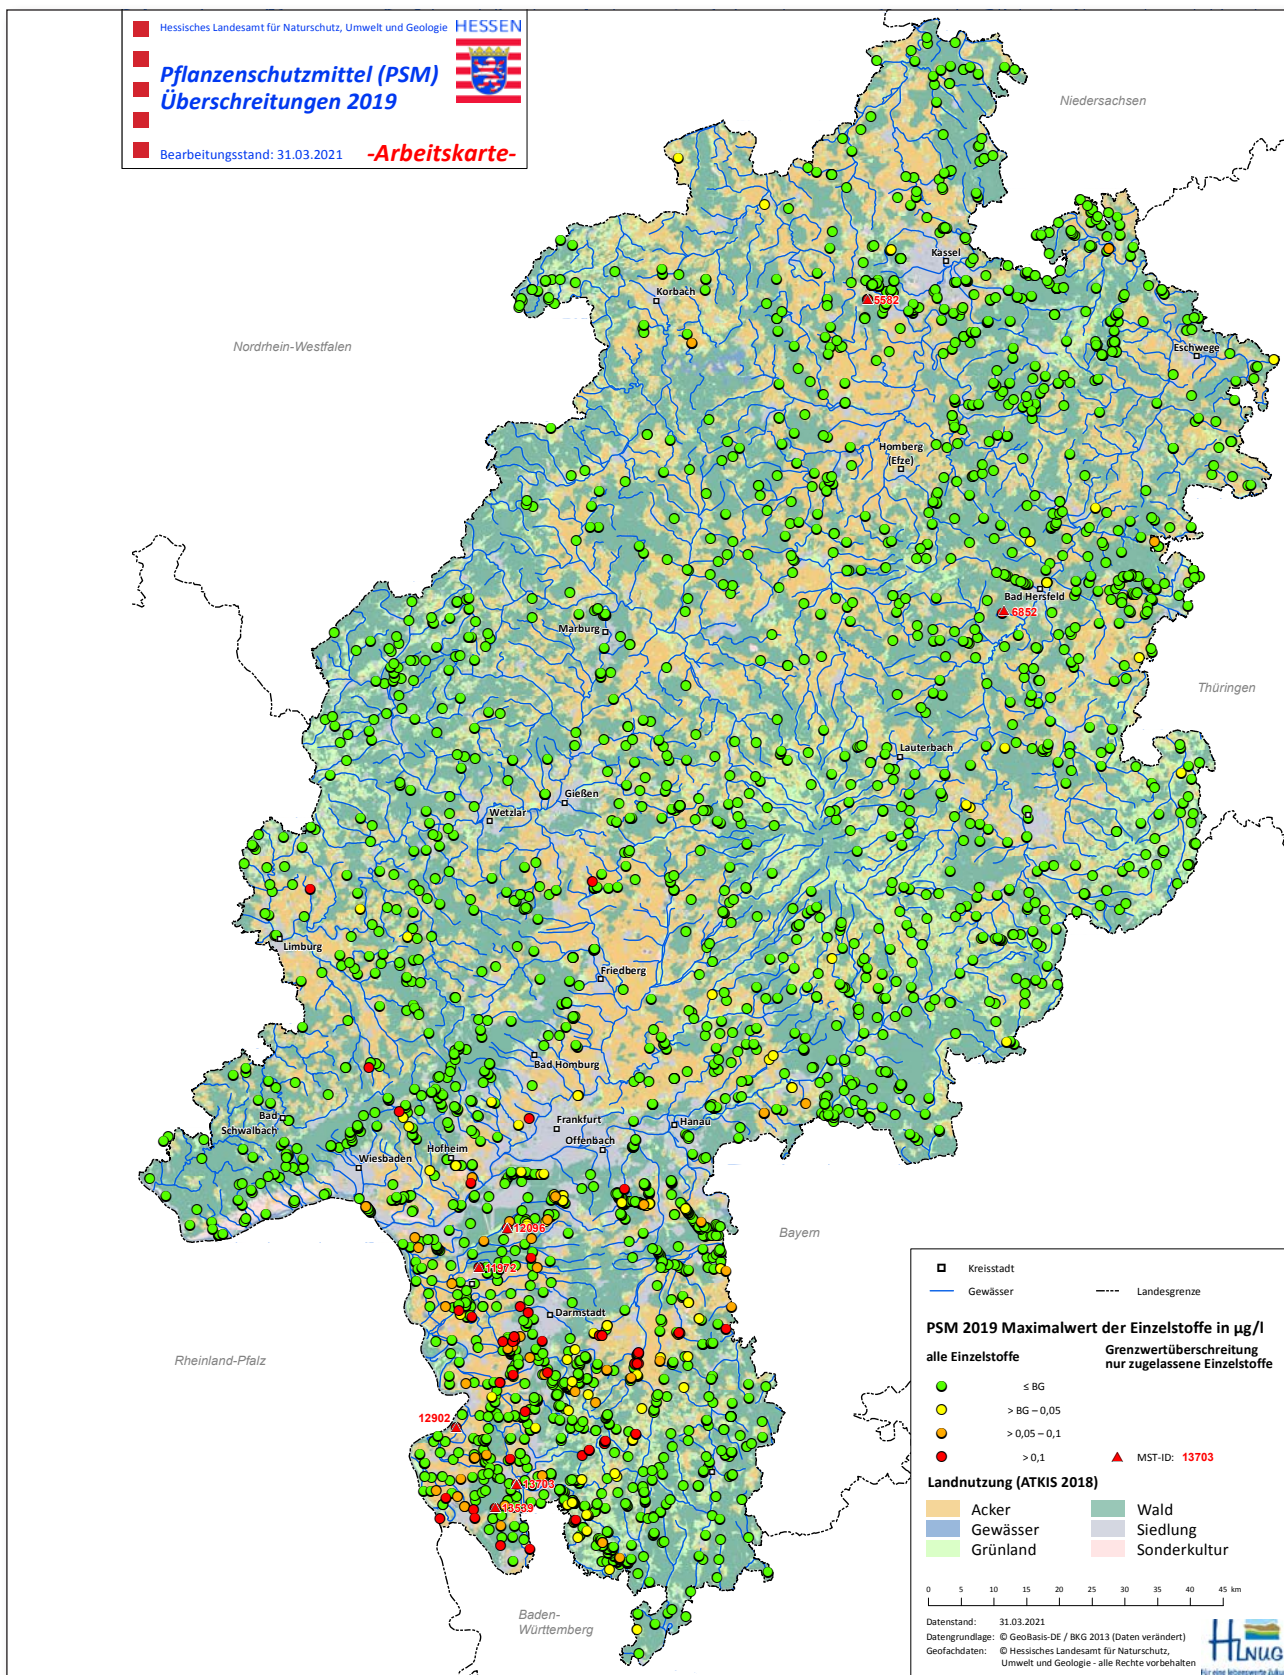 Hessisches Landesamt für Naturschutz, Umwelt und Geologie
HESSEN
Pflanzenschutzmittel (PSM)
Überschreitungen 2019
Bearbeitungsstand: 31.03.2021
-Arbeitskarte-
Niedersachsen
Kassel
Korbach
5582
Nordrhein-Westfalen
Eschwege
Homberg
(Efze)
Bad Hersfeld
6852
Marburg
Thüringen
Lauterbach
Gießen
Wetzlar
Limburg
Friedberg
Bad Homburg
Bad
Schwalbach
Frankfurt
Hanau
Offenbach
Hofheim
Wiesbaden
12096
Bayern
11972
Darmstadt
Rheinland-Pfalz
12902
13703
Baden-
Württemberg
Kreisstadt
Gewässer
Landesgrenze
PSM 2019 Maximalwert der Einzelstoffe in µg/l
alle Einzelstoffe
Grenzwertüberschreitung
nur zugelassene Einzelstoffe
≤ BG
> BG – 0,05
> 0,05 – 0,1
> 0,1
MST-ID: 13703
Landnutzung (ATKIS 2018)
Acker
Wald
Gewässer
Siedlung
Grünland
Sonderkultur
0 5 10 15 20 25 30 35 40 45 km
Datenstand: 31.03.2021
Datengrundlage: © GeoBasis-DE / BKG 2013 (Daten verändert)
Geofachdaten: © Hessisches Landesamt für Naturschutz,
Umwelt und Geologie - alle Rechte vorbehalten
HLNUG